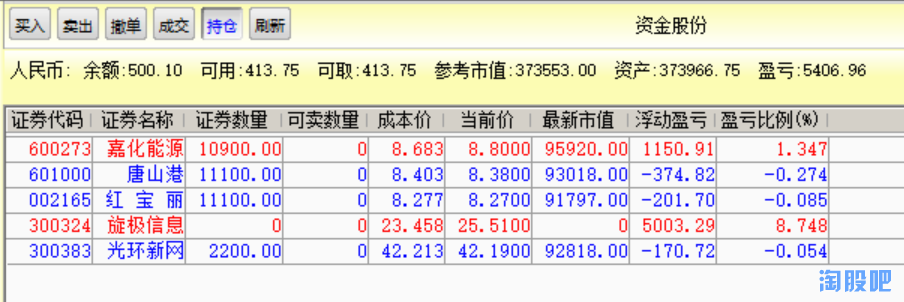 买入 卖出 撤单 成交 持仓 刷新 资金股份
人民币: 余额:500.10 可用:413.75 可取:413.75 参考市值:373553.00 资产:373966.75 盈亏:5406.96
证券代码 证券名称 证券数量 可卖数量 成本价 当前价 最新市值 浮动盈亏 盈亏比例(%)
600273 嘉化能源 10900.00 0 8.683 8.8000 95920.00 1150.91 1.347
601000 唐山港 11100.00 0 8.403 8.3800 93018.00 -374.82 -0.274
002165 红 宝 丽 11100.00 0 8.277 8.2700 91797.00 -201.70 -0.085
300324 旋极信息 0 0 23.458 25.5100 0 5003.29 8.748
300383 光环新网 2200.00 0 42.213 42.1900 92818.00 -170.72 -0.054
淘股吧